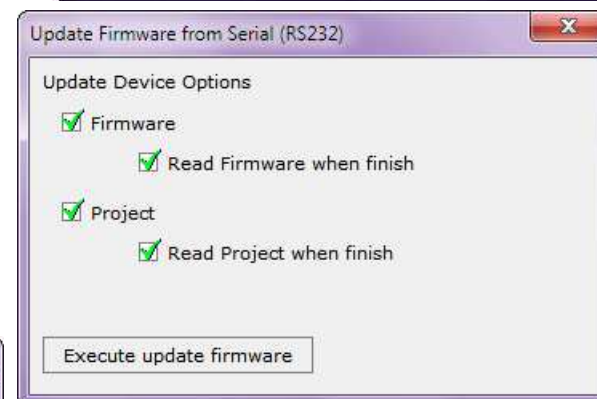 Update Firmware from Serial (RS232)
Update Device Options
Firmware
Read Firmware when finish
Project
Read Project when finish
Execute update firmware